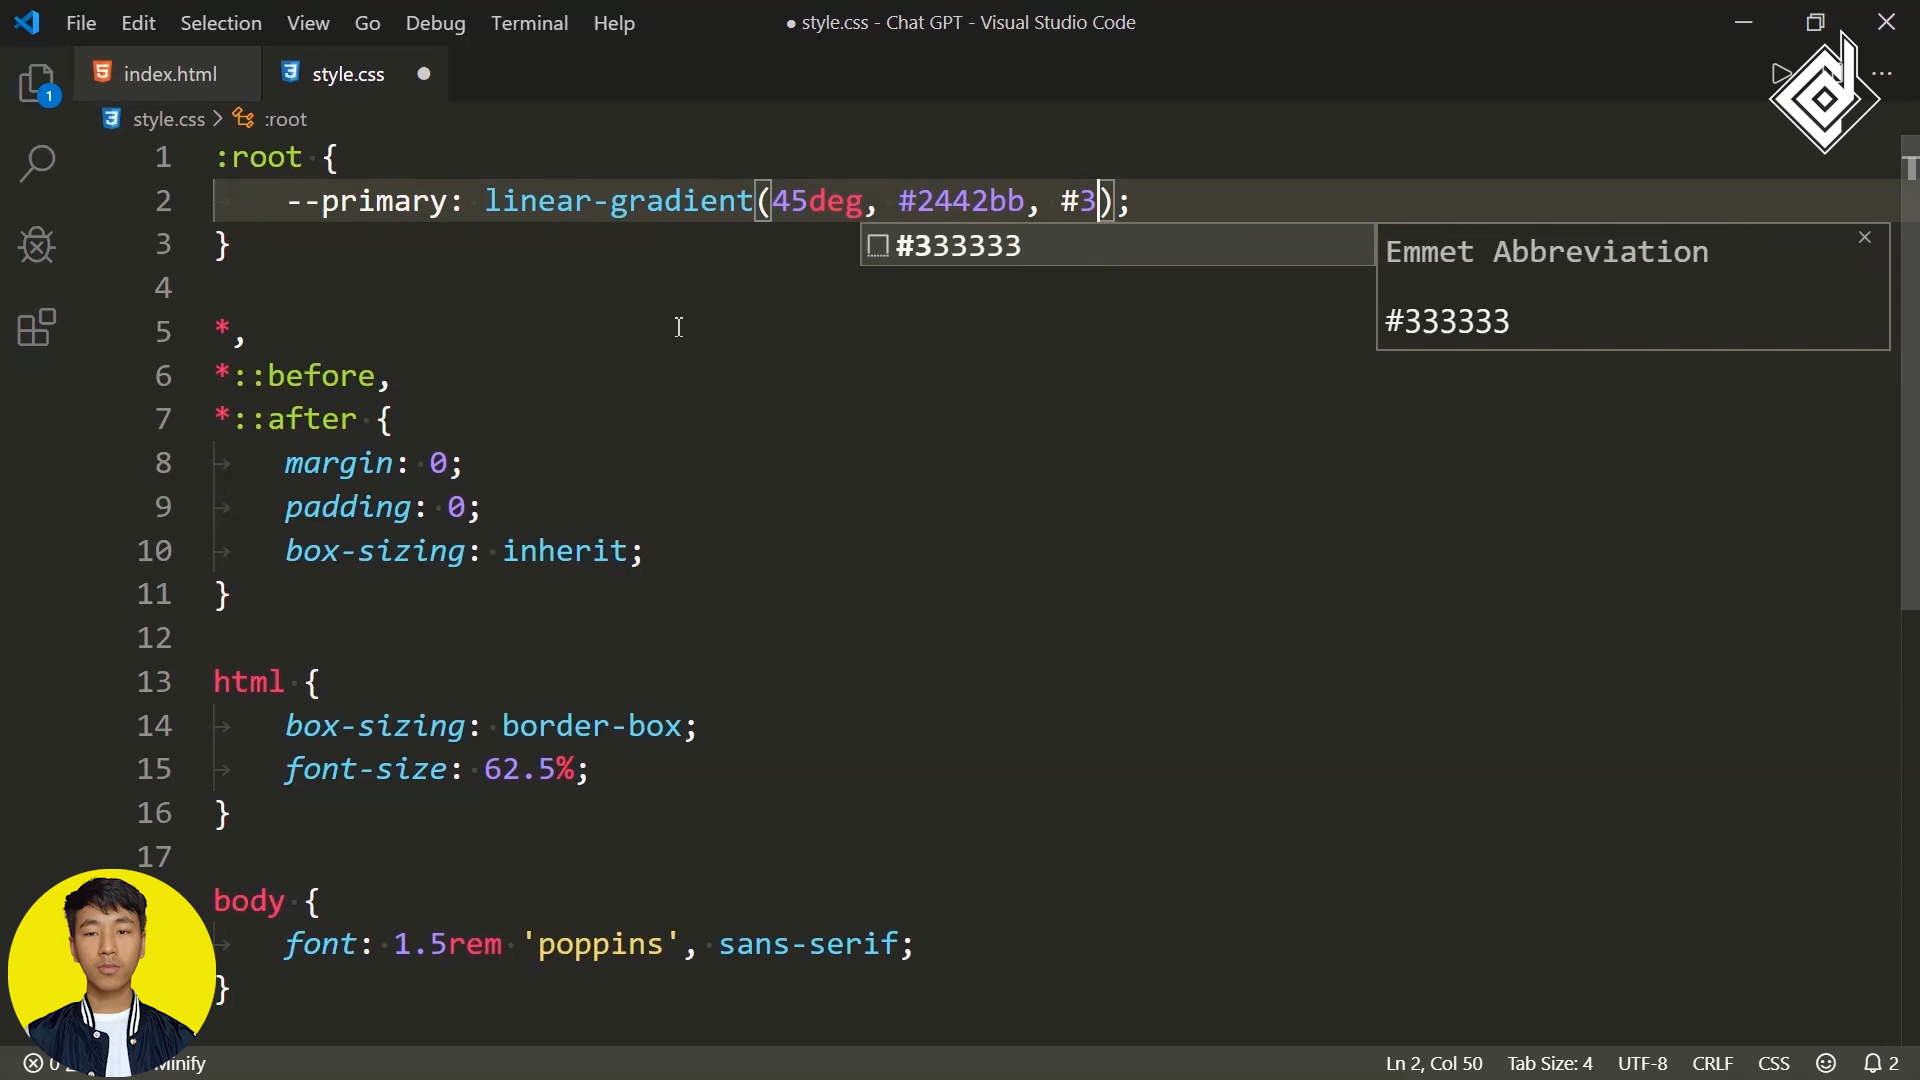 File Edit Selection View Go Debug Terminal Help ● style.css - Chat GPT - Visual Studio Code
index.html style.css ●
style.css > :root
1 :root {
2 --primary: linear-gradient(45deg, #2442bb, #3);
3 }
#333333
Emmet Abbreviation
#333333
4
5 *,
6 *::before,
7 *::after {
8 margin: 0;
9 padding: 0;
10 box-sizing: inherit;
11 }
12
13 html {
14 box-sizing: border-box;
15 font-size: 62.5%;
16 }
17
body {
font: 1.5rem 'poppins', sans-serif;
}
Ln 2, Col 50 Tab Size: 4 UTF-8 CRLF CSS 2
1